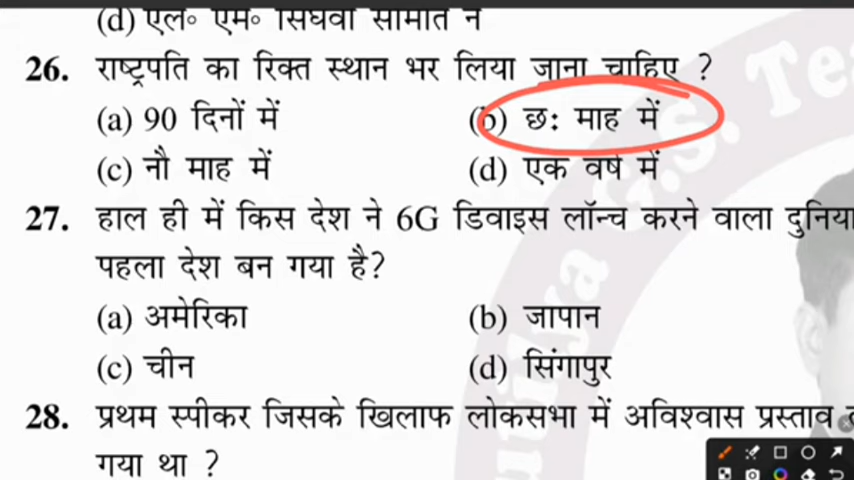 (d) एल० एम० सिंघवी समिति ने
26. राष्ट्रपति का रिक्त स्थान भर लिया जाना चाहिए ?
(a) 90 दिनों में (b) छः माह में
(c) नौ माह में (d) एक वर्ष में
27. हाल ही में किस देश ने 6G डिवाइस लॉन्च करने वाला दुनिया
पहला देश बन गया है?
(a) अमेरिका (b) जापान
(c) चीन (d) सिंगापुर
28. प्रथम स्पीकर जिसके खिलाफ लोकसभा में अविश्वास प्रस्ताव
गया था ?